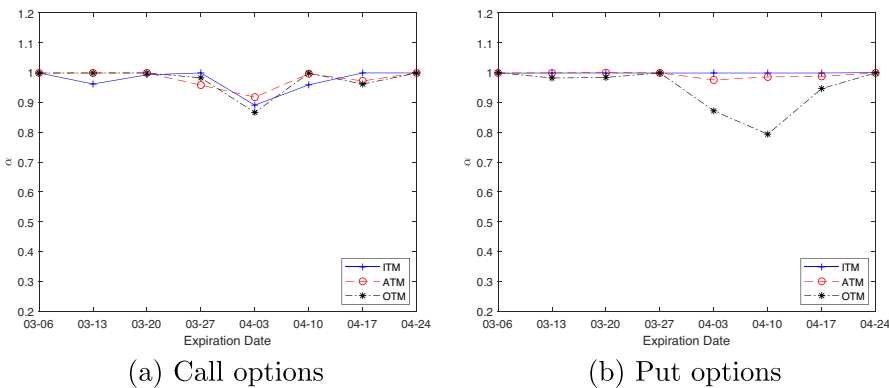 1.2
1.1
1
0.9
0.8
0.7
0.6
0.5
0.4
0.3
0.2
α
03-06 03-13 03-20 03-27 04-03 04-10 04-17 04-24
Expiration Date
ITM
ATM
OTM
(a) Call options
1.2
1.1
1
0.9
0.8
0.7
0.6
0.5
0.4
0.3
0.2
α
03-06 03-13 03-20 03-27 04-03 04-10 04-17 04-24
Expiration Date
ITM
ATM
OTM
(b) Put options